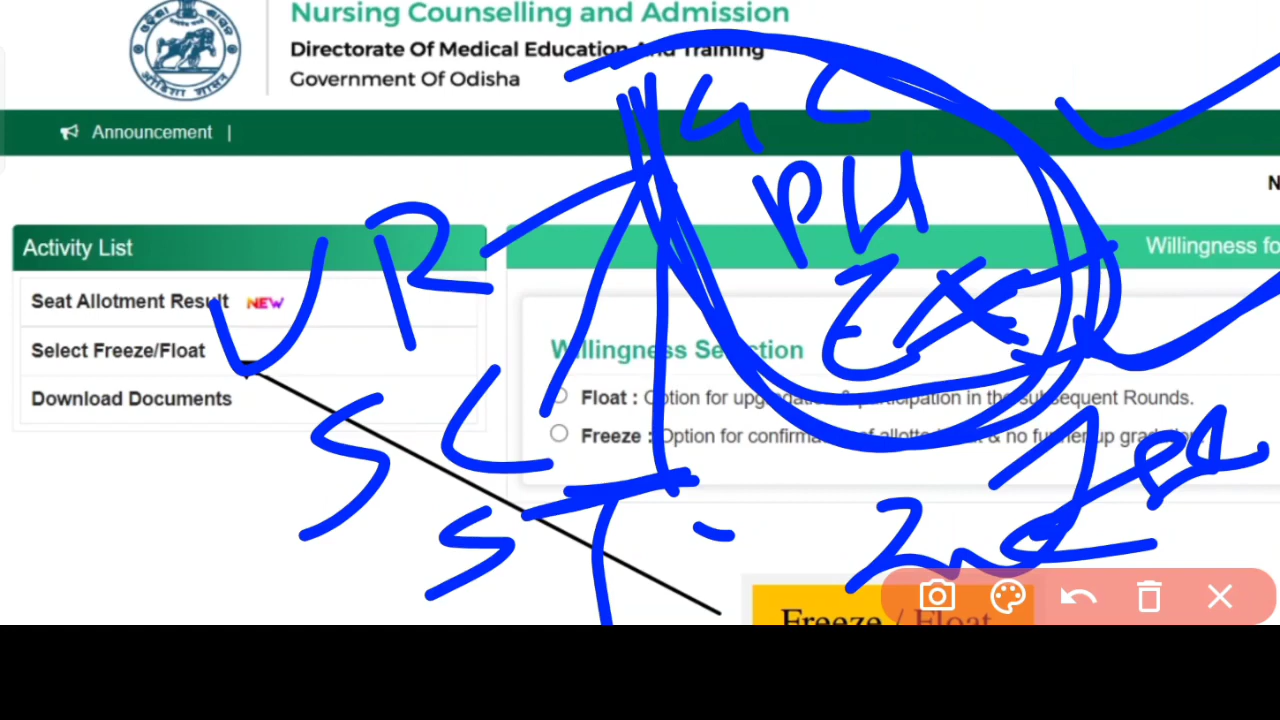 Nursing Counselling and Admission
Directorate Of Medical Education And Training
Government Of Odisha
Announcement |
GC
PH
N
UR
Activity List
Willingness fo
Ex
Seat Allotment Result NEW
Select Freeze/Float
Willingness Selection
Download Documents
Float : Option for upgradation & participation in the subsequent Rounds.
SC
Freeze : Option for confirmation of allotted seat & no further up gradation.
ST
2nd
Freeze / Float